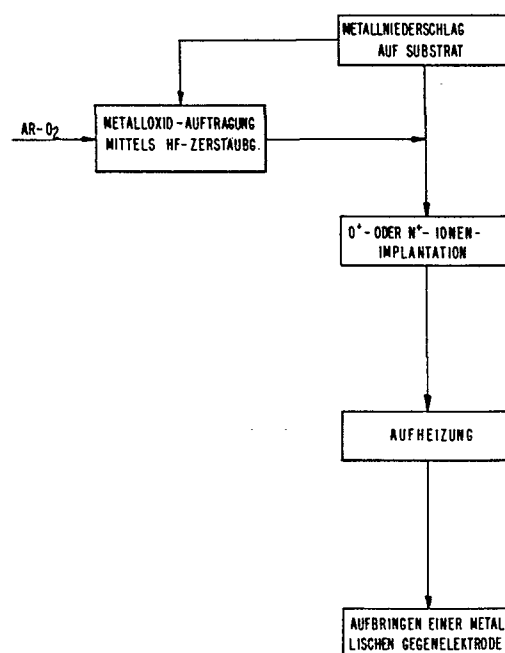 METALLNIEDERSCHLAG
AUF SUBSTRAT
AR-O₂
METALLOXID-AUFTRAGUNG
MITTELS HF-ZERSTÄUBG.
O⁺-ODER N⁺-IONEN-
IMPLANTATION
AUFHEIZUNG
AUFBRINGEN EINER METAL
LISCHEN GEGENELEKTRODE